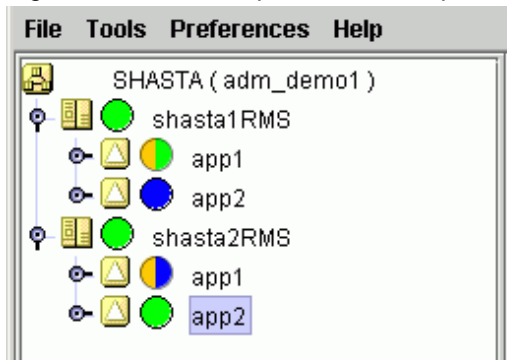 File Tools Preferences Help
SHASTA ( adm_demo1 )
shasta1RMS
app1
app2
shasta2RMS
app1
app2